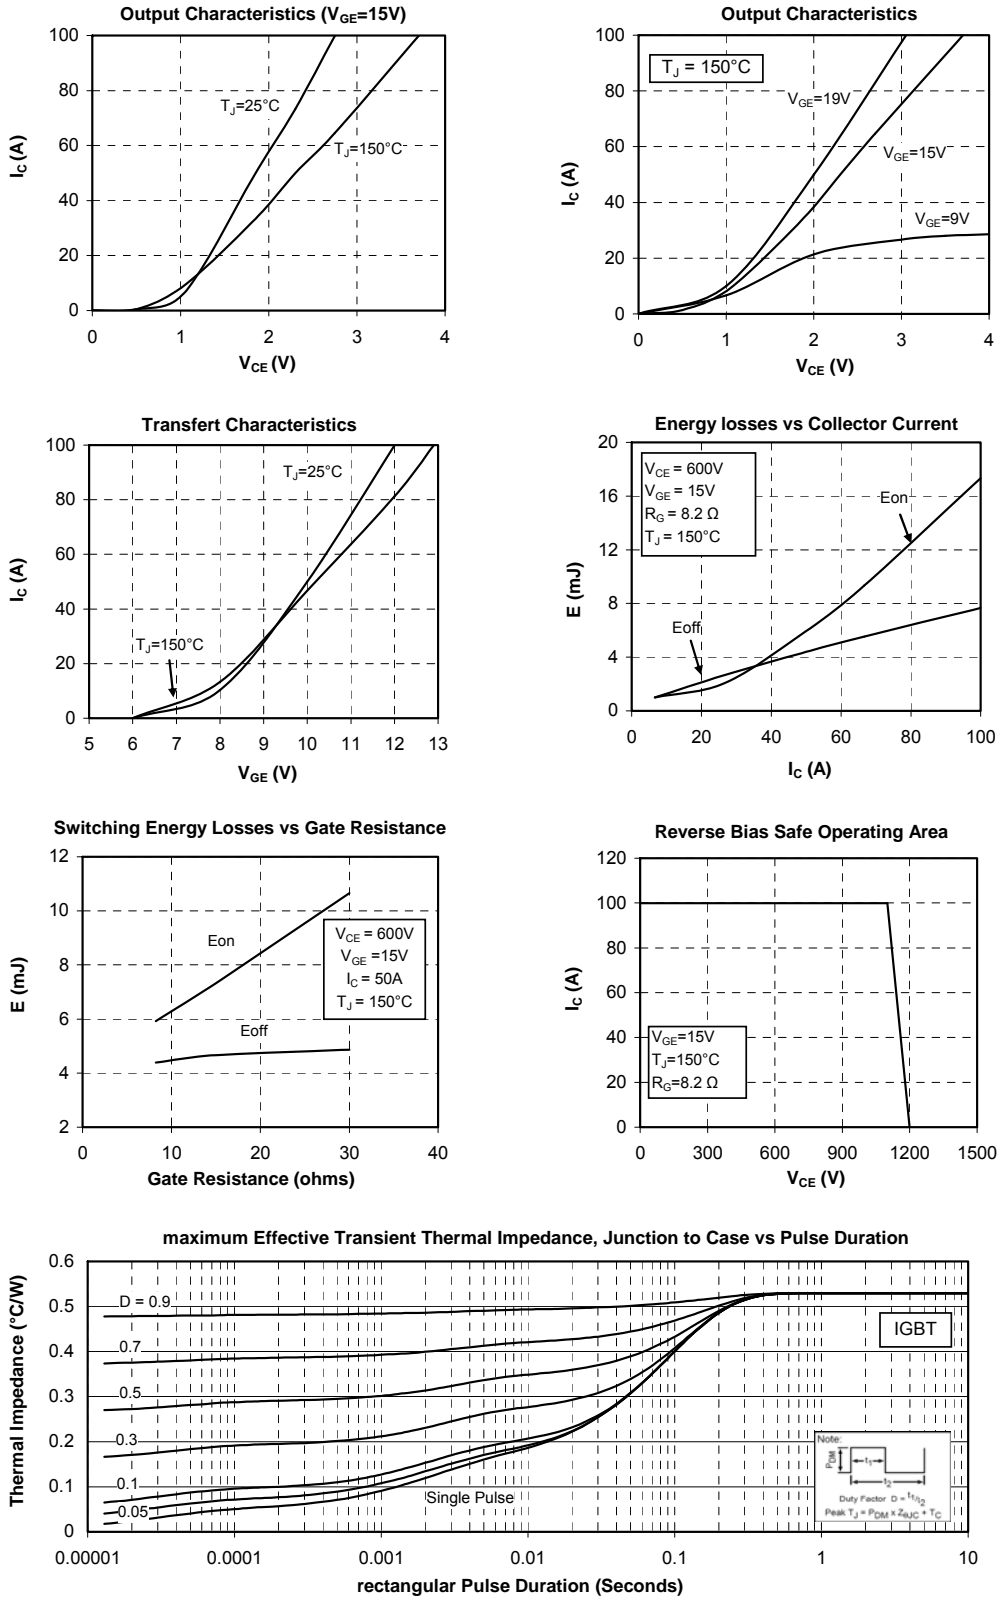 Output Characteristics (VGE=15V)
100
80
60
40
20
0
0 1 2 3 4
IC (A)
VCE (V)
TJ=25°C
TJ=150°C
Output Characteristics
100
80
60
40
20
0
0 1 2 3 4
IC (A)
VCE (V)
TJ = 150°C
VGE=19V
VGE=15V
VGE=9V
Transfert Characteristics
100
80
60
40
20
0
5 6 7 8 9 10 11 12 13
IC (A)
VGE (V)
TJ=25°C
TJ=150°C
Energy losses vs Collector Current
20
16
12
8
4
0
0 20 40 60 80 100
E (mJ)
IC (A)
VCE = 600V
VGE = 15V
RG = 8.2 Ω
TJ = 150°C
Eon
Eoff
Switching Energy Losses vs Gate Resistance
12
10
8
6
4
2
0 10 20 30 40
E (mJ)
Gate Resistance (ohms)
Eon
Eoff
VCE = 600V
VGE =15V
IC = 50A
TJ = 150°C
Reverse Bias Safe Operating Area
120
100
80
60
40
20
0
0 300 600 900 1200 1500
IC (A)
VCE (V)
VGE=15V
TJ=150°C
RG=8.2 Ω
maximum Effective Transient Thermal Impedance, Junction to Case vs Pulse Duration
0.6
0.5
0.4
0.3
0.2
0.1
0
0.00001 0.0001 0.001 0.01 0.1 1 10
Thermal Impedance (°C/W)
rectangular Pulse Duration (Seconds)
D = 0.9
0.7
0.5
0.3
0.1
0.05
Single Pulse
IGBT
Note:
PDM
t1
t2
Duty Factor D = t1/t2
Peak TJ = PDM x ZθJC + TC